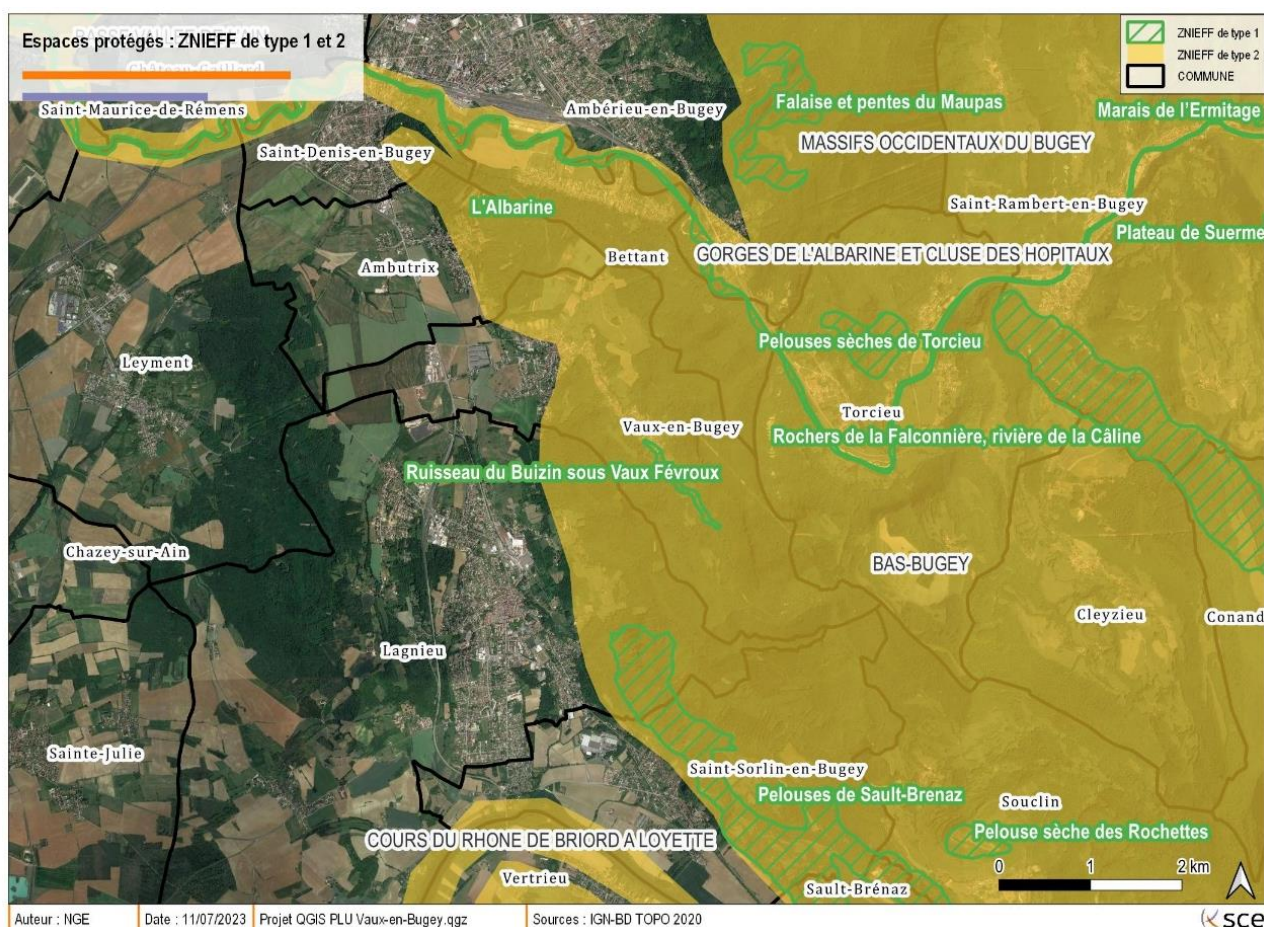 Espaces protégés : ZNIEFF de type 1 et 2
Château-Gaillard
ZNIEFF de type 1
ZNIEFF de type 2
COMMUNE
Saint-Maurice-de-Rémens
Ambérieu-en-Bugey
Falaise et pentes du Maupas
Marais de l'Ermitage
Saint-Denis-en-Bugey
MASSIFS OCCIDENTAUX DU BUGEY
L'Albarine
Saint-Rambert-en-Bugey
Plateau de Suerme
Bettant
GORGES DE L'ALBARINE ET CLUSE DES HOPITAUX
Ambutrix
Leyment
Pelouses sèches de Torcieu
Torcieu
Vaux-en-Bugey
Rochers de la Falconnière, rivière de la Câline
Ruisseau du Buizin sous Vaux Févroux
Chazey-sur-Ain
BAS-BUGEY
Cleyzieu
Conand
Lagnieu
Sainte-Julie
Saint-Sorlin-en-Bugey
Pelouses de Sault-Brenaz
Souclin
Pelouse sèche des Rochettes
COURS DU RHONE DE BRIORD A LOYETTE
Vertrieu
Sault-Brénaz
0 1 2 km
Auteur : NGE
Date : 11/07/2023
Projet QGIS PLU Vaux-en-Bugey.qgz
Sources : IGN-BD TOPO 2020
sce